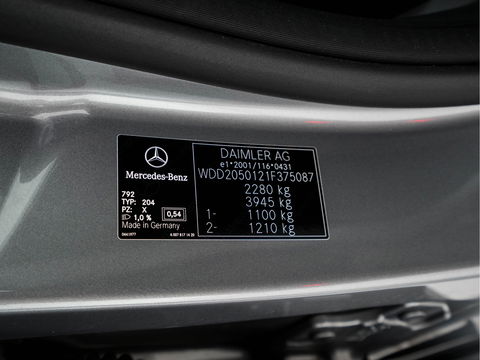 Mercedes-Benz
792
TYP: 204
PZ: X
1,0 %
0,54
Made in Germany
DAIMLER AG
e1*2001/116*0431
WDD2050121F375087
2280 kg
3945 kg
1- 1100 kg
2- 1210 kg